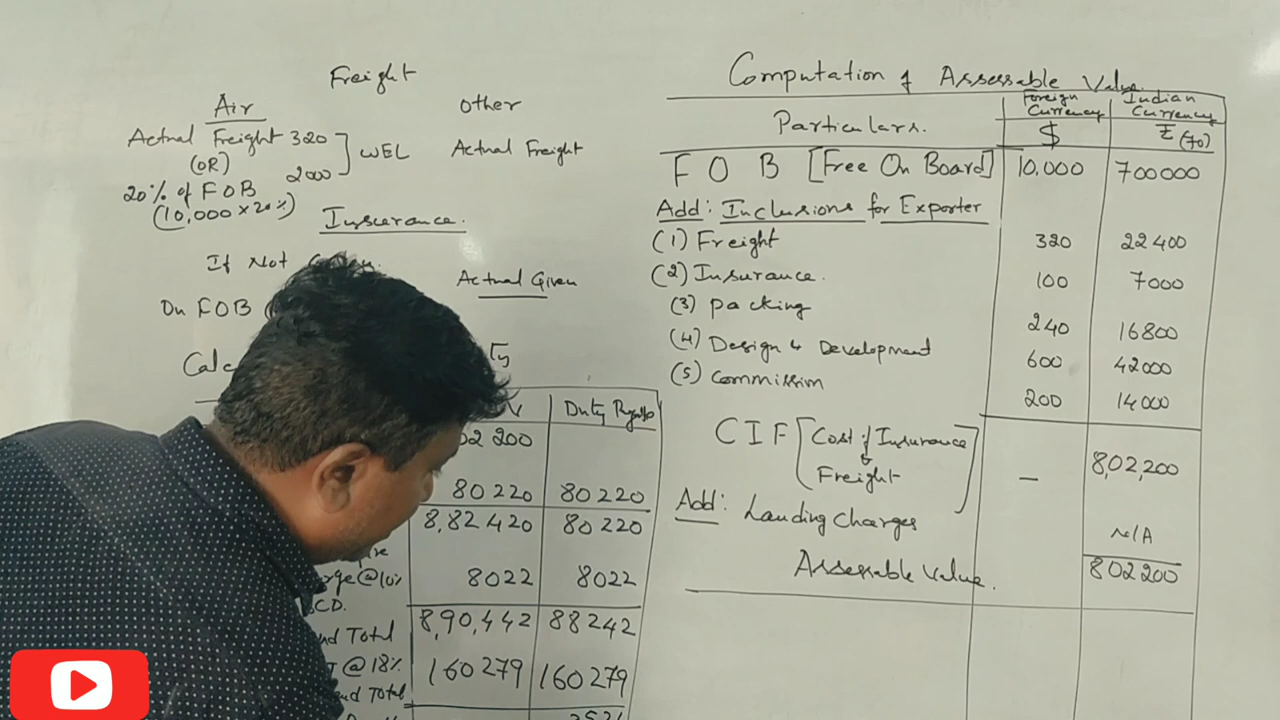 Freight
Air
other
Actual Freight 320
(OR)
WEL
Actual Freight
20% of FOB 2000
(10,000 x 20%)
Insurance.
If Not
Actual Given
On FOB
Duty
80220 80220
8,82,420 80220
@10% 8022 8022
Total 8,90,442 88242
@ 18% 160279 160279
Total
Computation of Assessable Value
Particulars.
Foreign Currency
$
Indian Currency
₹ (70)
F O B [Free On Board] 10,000 700000
Add: Inclusions for Exporter
(1) Freight 320 22400
(2) Insurance. 100 7000
(3) Packing 240 16800
(4) Design & Development 600 42000
(5) Commission 200 14000
C I F [Cost of Insurance & Freight] — 8,02,200
Add: Landing Charges N/A
Assessable Value. 802200